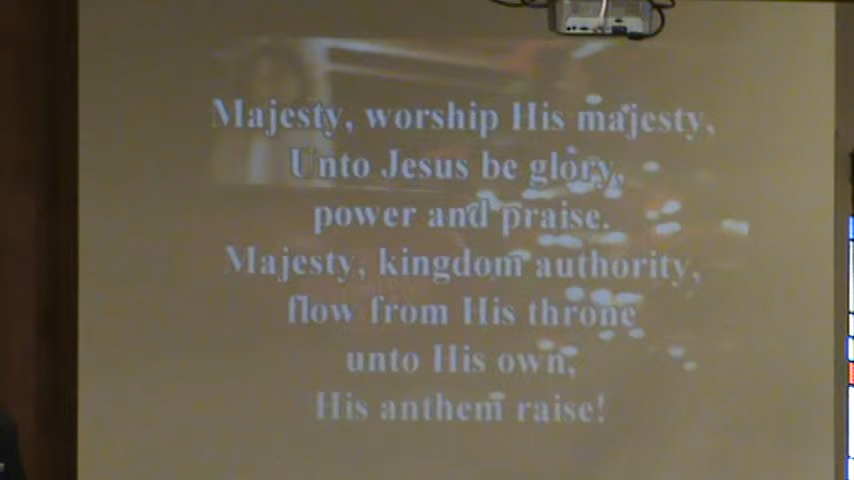 Majesty, worship His majesty,
Unto Jesus be glory,
power and praise.
Majesty, kingdom authority,
flow from His throne
unto His own,
His anthem raise!